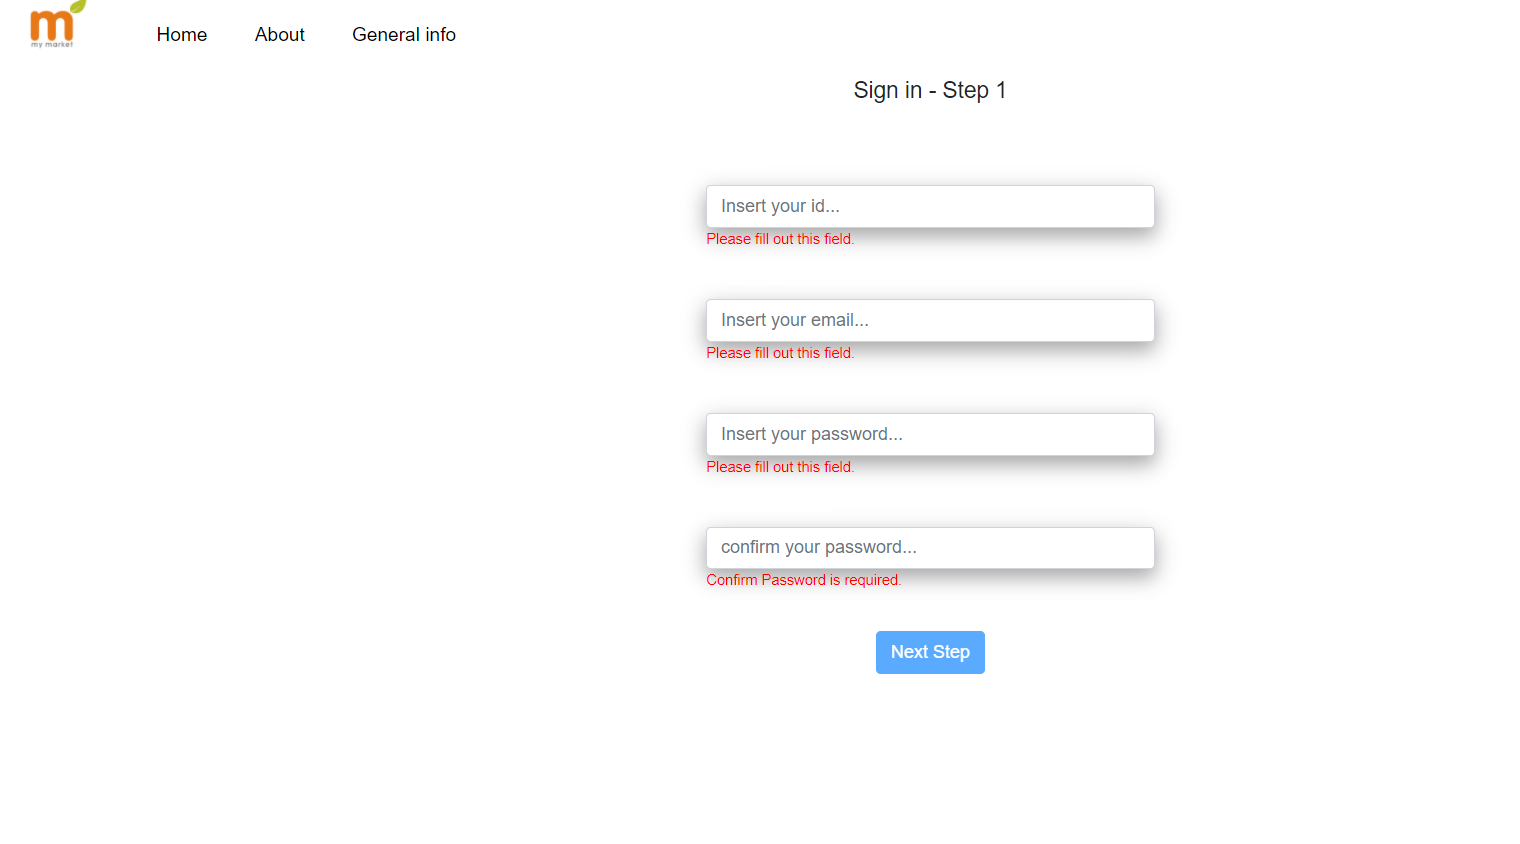 m
my market
Home About General info
Sign in - Step 1
Insert your id...
Please fill out this field.
Insert your email...
Please fill out this field.
Insert your password...
Please fill out this field.
confirm your password...
Confirm Password is required.
Next Step